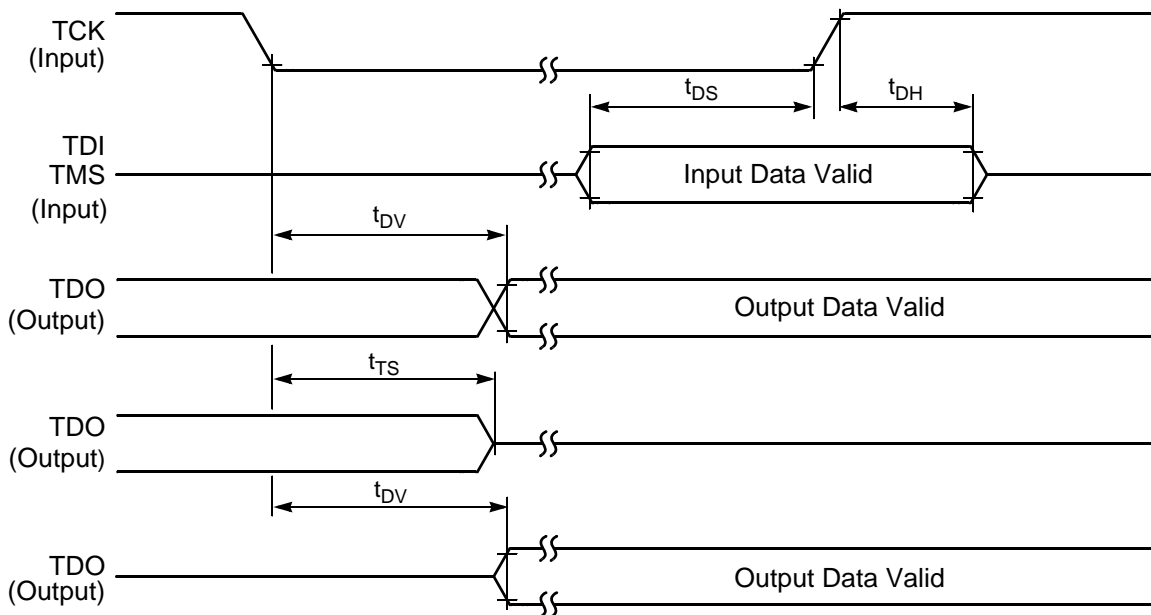 TCK
(Input)
tDS
tDH
TDI
TMS
(Input)
Input Data Valid
tDV
TDO
(Output)
Output Data Valid
tTS
TDO
(Output)
tDV
TDO
(Output)
Output Data Valid